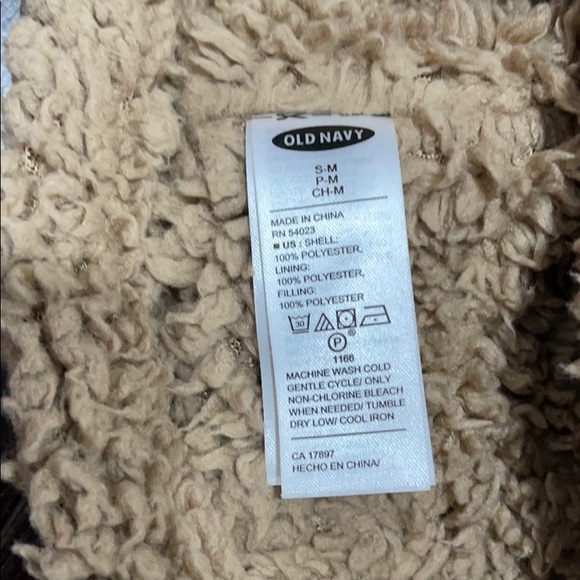 OLD NAVY
S-M
P-M
CH-M
MADE IN CHINA
RN 54023
■ US : SHELL:
100% POLYESTER,
LINING:
100% POLYESTER,
FILLING:
100% POLYESTER
30
®
P
1166
MACHINE WASH COLD
GENTLE CYCLE/ ONLY
NON-CHLORINE BLEACH
WHEN NEEDED/ TUMBLE
DRY LOW/ COOL IRON
CA 17897
HECHO EN CHINA/